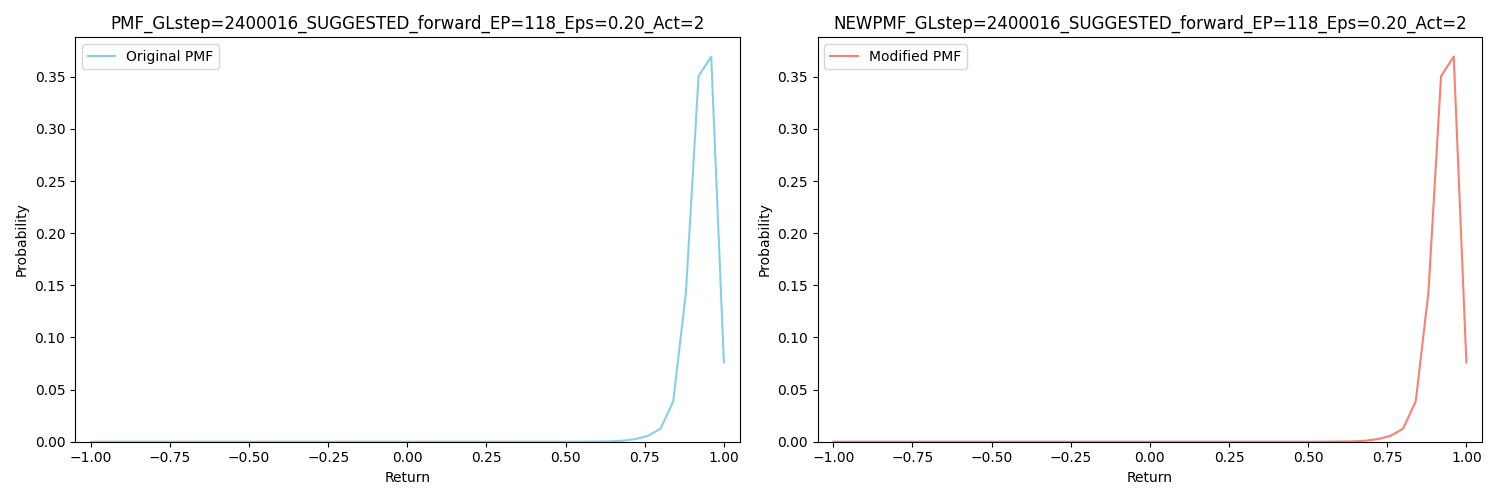 PMF_GLstep=2400016_SUGGESTED_forward_EP=118_Eps=0.20_Act=2
Original PMF
0.35
0.30
0.25
0.20
0.15
0.10
0.05
0.00
Probability
−1.00 −0.75 −0.50 −0.25 0.00 0.25 0.50 0.75 1.00
Return
NEWPMF_GLstep=2400016_SUGGESTED_forward_EP=118_Eps=0.20_Act=2
Modified PMF
0.35
0.30
0.25
0.20
0.15
0.10
0.05
0.00
Probability
−1.00 −0.75 −0.50 −0.25 0.00 0.25 0.50 0.75 1.00
Return